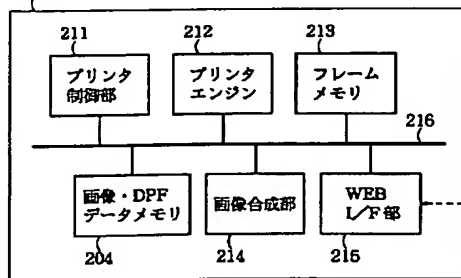 211
212
213
プリンタ
制御部
プリンタ
エンジン
フレーム
メモリ
216
画像・DPF
データメモリ
画像合成部
WEB
I/F部
204
214
215